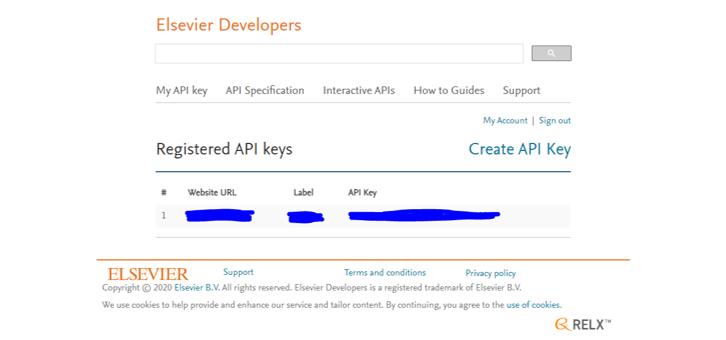 Elsevier Developers
My API key API Specification Interactive APIs How to Guides Support
My Account | Sign out
Registered API keys Create API Key
# Website URL Label API Key
1
ELSEVIER Support Terms and conditions Privacy policy
Copyright © 2020 Elsevier B.V. All rights reserved. Elsevier Developers is a registered trademark of Elsevier B.V.
We use cookies to help provide and enhance our service and tailor content. By continuing, you agree to the use of cookies.
RELX™